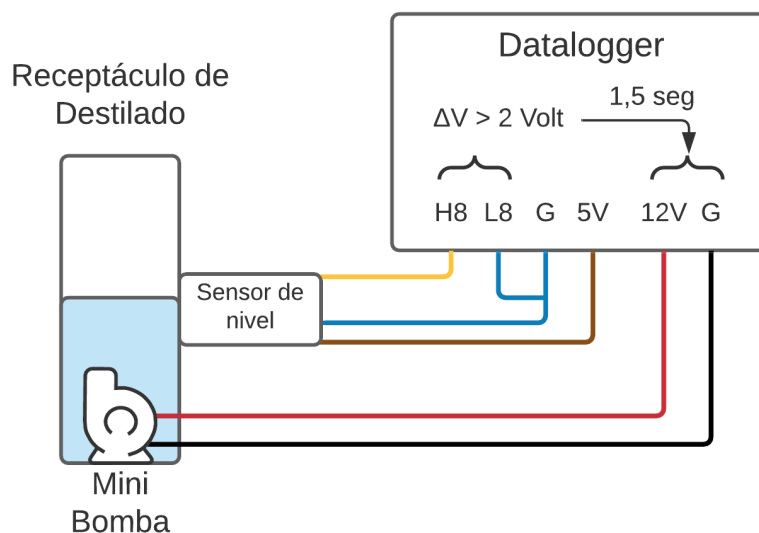 Datalogger
Receptáculo de
Destilado
1,5 seg
ΔV > 2 Volt
H8 L8 G 5V 12V G
Sensor de
nivel
Mini
Bomba